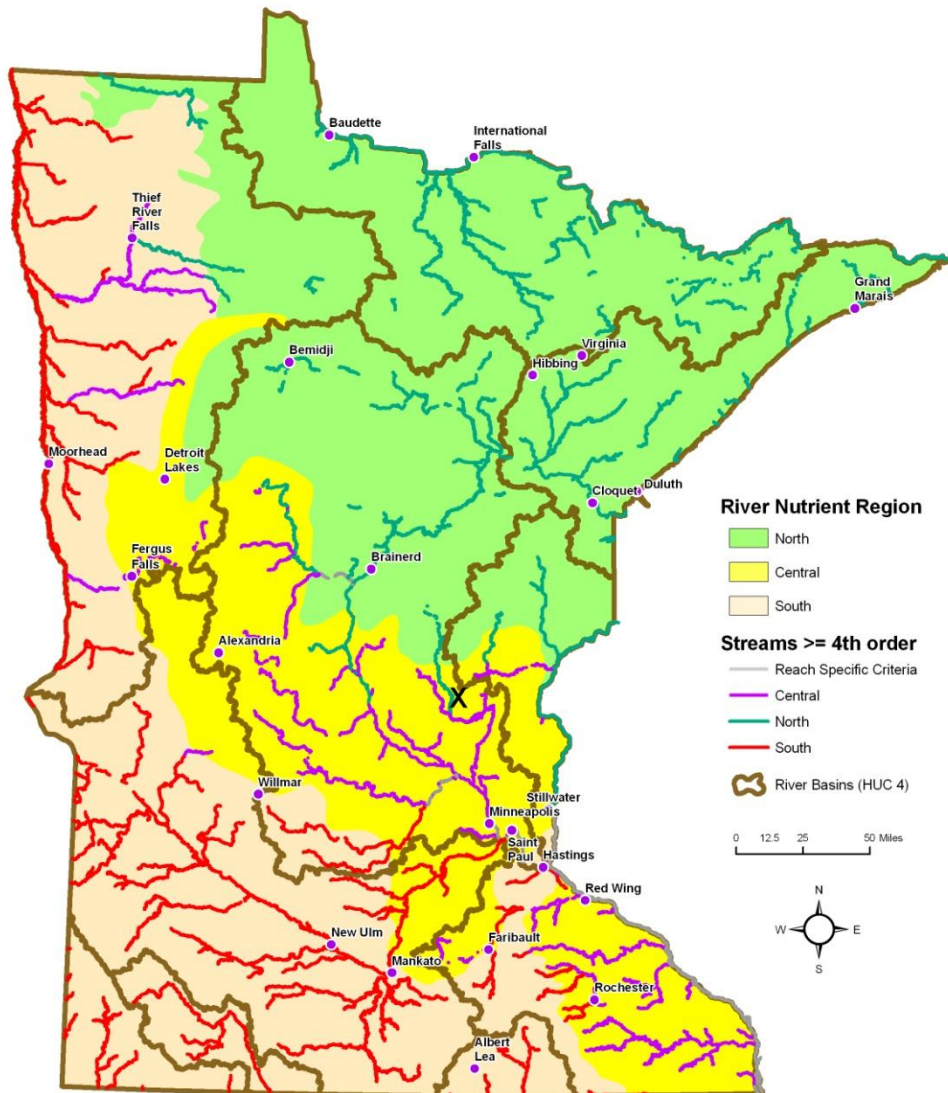 Baudette
International
Falls
Thief
River
Falls
Grand
Marais
Bemidji
Virginia
Hibbing
Moorhead
Detroit
Lakes
Duluth
Cloquet
Brainerd
Fergus
Falls
Alexandria
X
Willmar
Stillwater
Minneapolis
Saint
Paul
Hastings
Red Wing
New Ulm
Faribault
Mankato
Rochester
Albert
Lea
River Nutrient Region
North
Central
South
Streams >= 4th order
Reach Specific Criteria
Central
North
South
River Basins (HUC 4)
0 12.5 25 50 Miles
N
W E
S